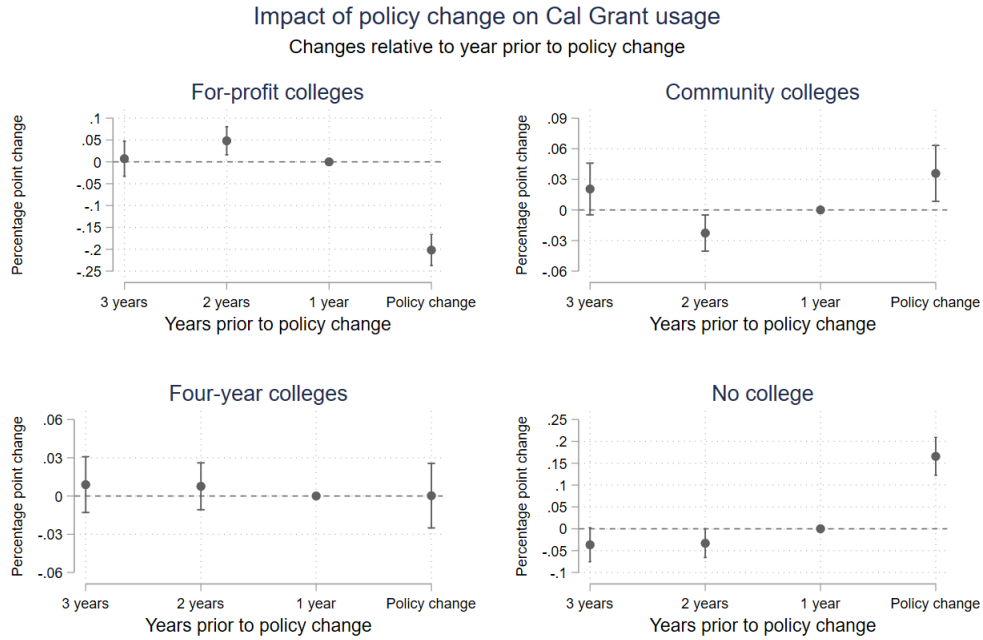 Impact of policy change on Cal Grant usage
Changes relative to year prior to policy change
For-profit colleges
Percentage point change
.1
.05
0
-.05
-.1
-.15
-.2
-.25
3 years 2 years 1 year Policy change
Years prior to policy change
Community colleges
Percentage point change
.09
.06
.03
0
-.03
-.06
3 years 2 years 1 year Policy change
Years prior to policy change
Four-year colleges
Percentage point change
.06
.03
0
-.03
-.06
3 years 2 years 1 year Policy change
Years prior to policy change
No college
Percentage point change
.25
.2
.15
.1
.05
0
-.05
-.1
3 years 2 years 1 year Policy change
Years prior to policy change